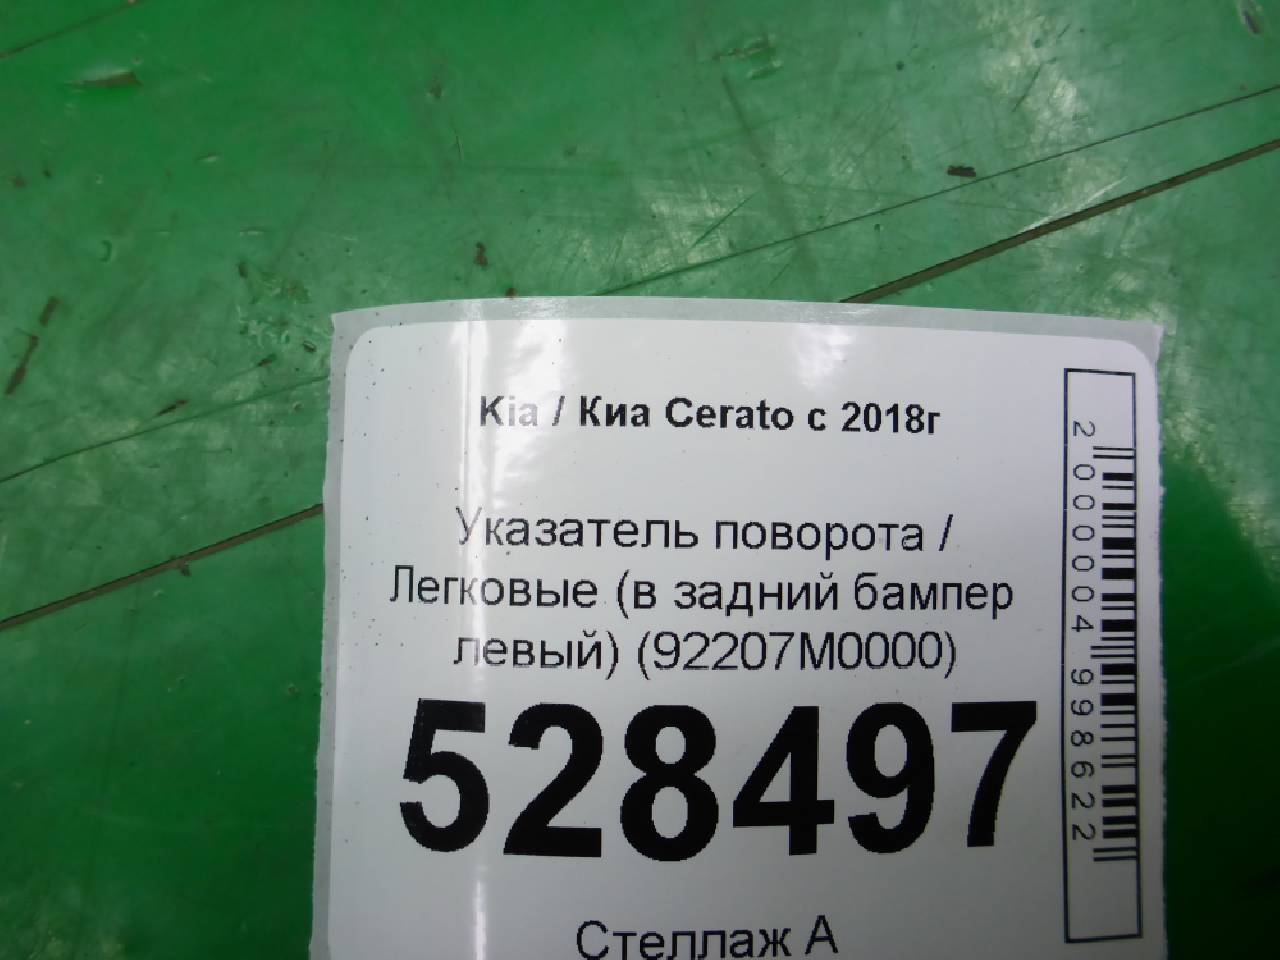 Kia / Киа Cerato с 2018г
Указатель поворота /
Легковые (в задний бампер
левый) (92207M0000)
528497
Стеллаж А
2000004998622